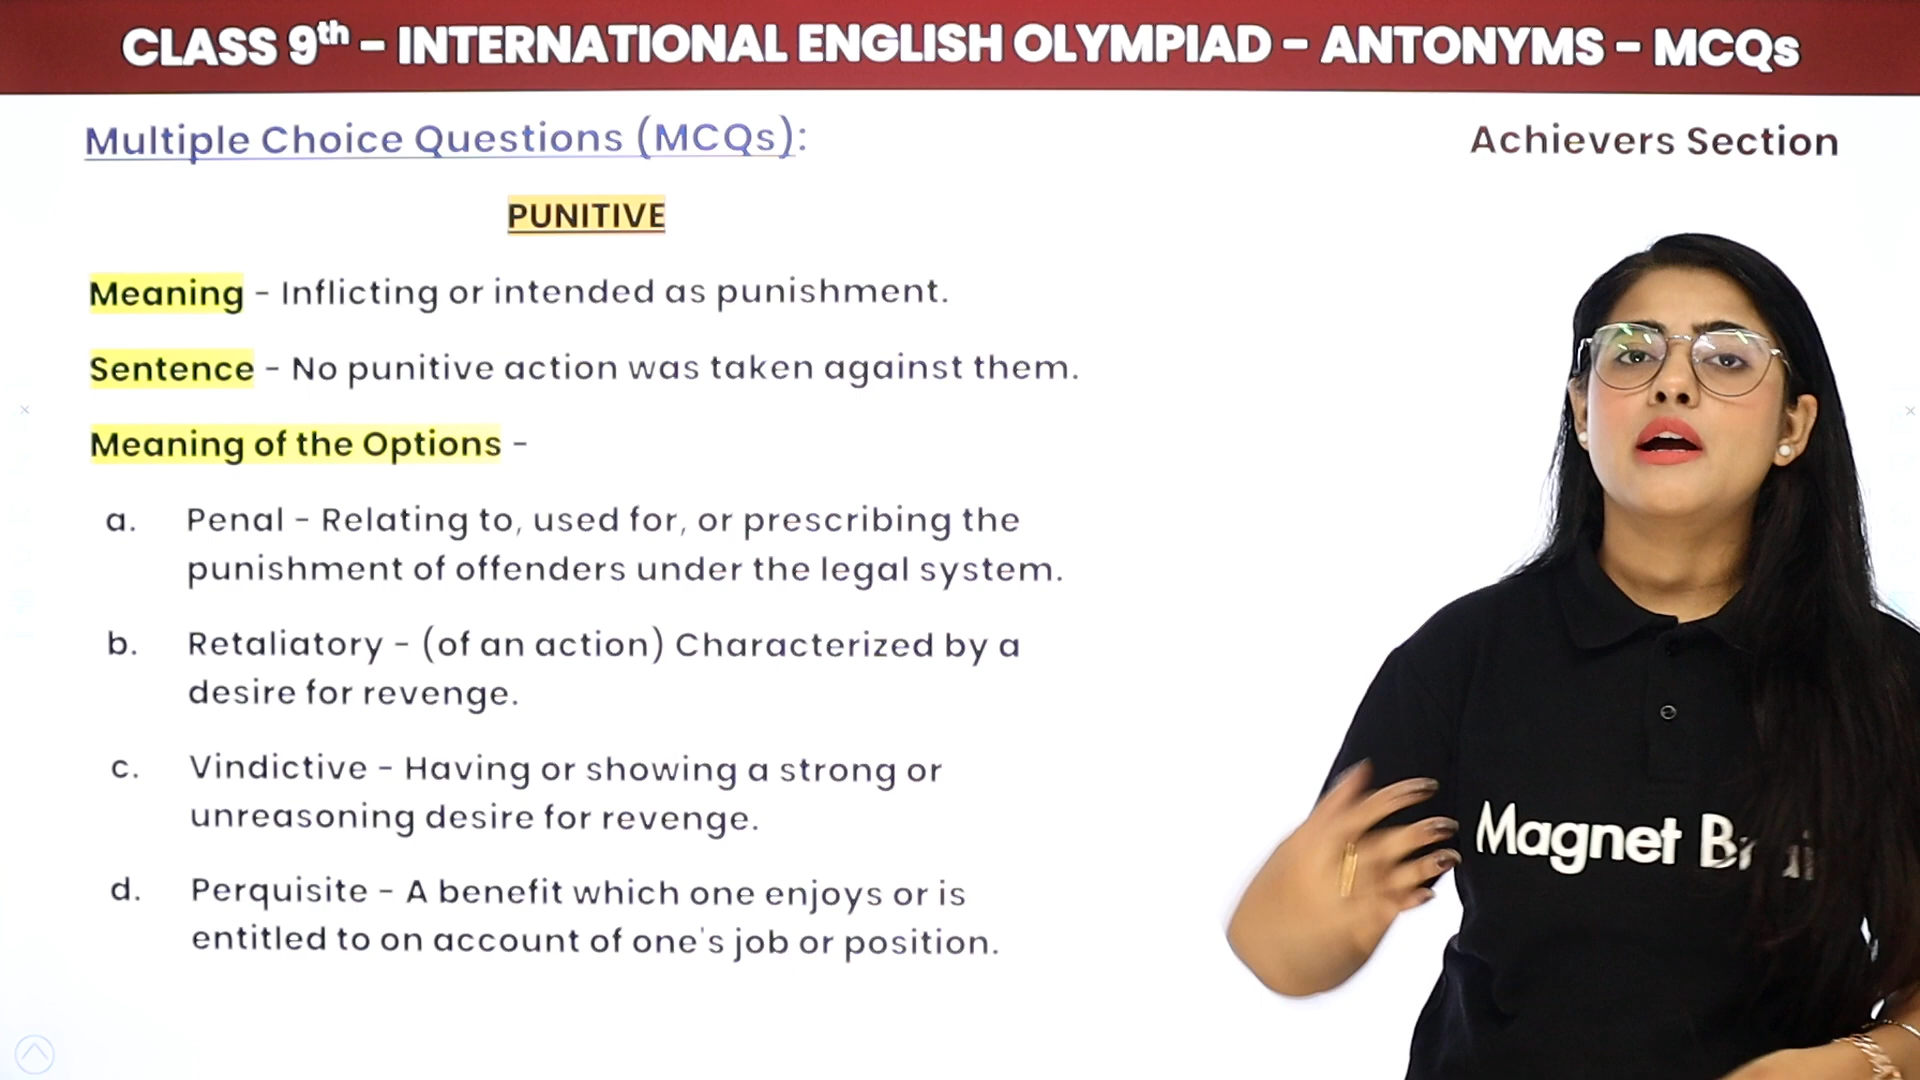 CLASS 9th – INTERNATIONAL ENGLISH OLYMPIAD – ANTONYMS – MCQs
Multiple Choice Questions (MCQs):
Achievers Section
PUNITIVE
Meaning - Inflicting or intended as punishment.
Sentence - No punitive action was taken against them.
Meaning of the Options -
a. Penal - Relating to, used for, or prescribing the
punishment of offenders under the legal system.
b. Retaliatory - (of an action) Characterized by a
desire for revenge.
c. Vindictive - Having or showing a strong or
unreasoning desire for revenge.
d. Perquisite - A benefit which one enjoys or is
entitled to on account of one's job or position.
Magnet